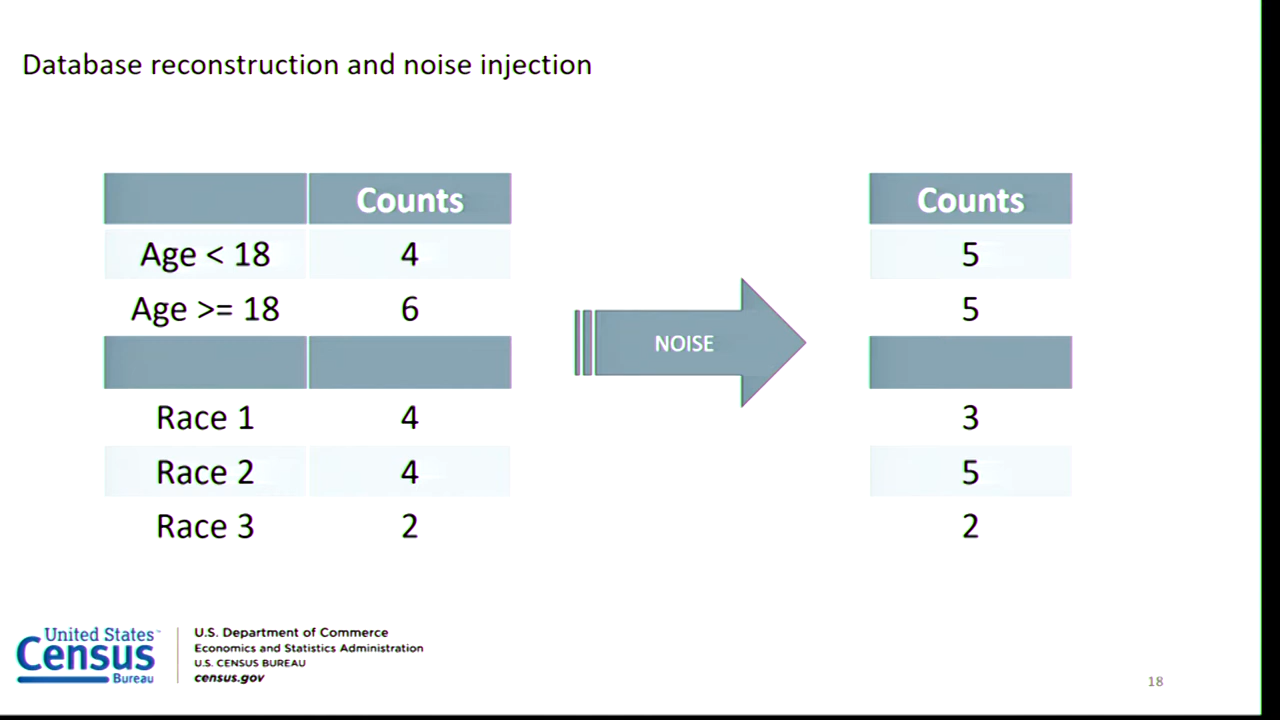 Database reconstruction and noise injection
Counts
Age < 18 4
Age >= 18 6
Race 1 4
Race 2 4
Race 3 2
NOISE
Counts
5
5
3
5
2
United States™
Census
Bureau
U.S. Department of Commerce
Economics and Statistics Administration
U.S. CENSUS BUREAU
census.gov
18